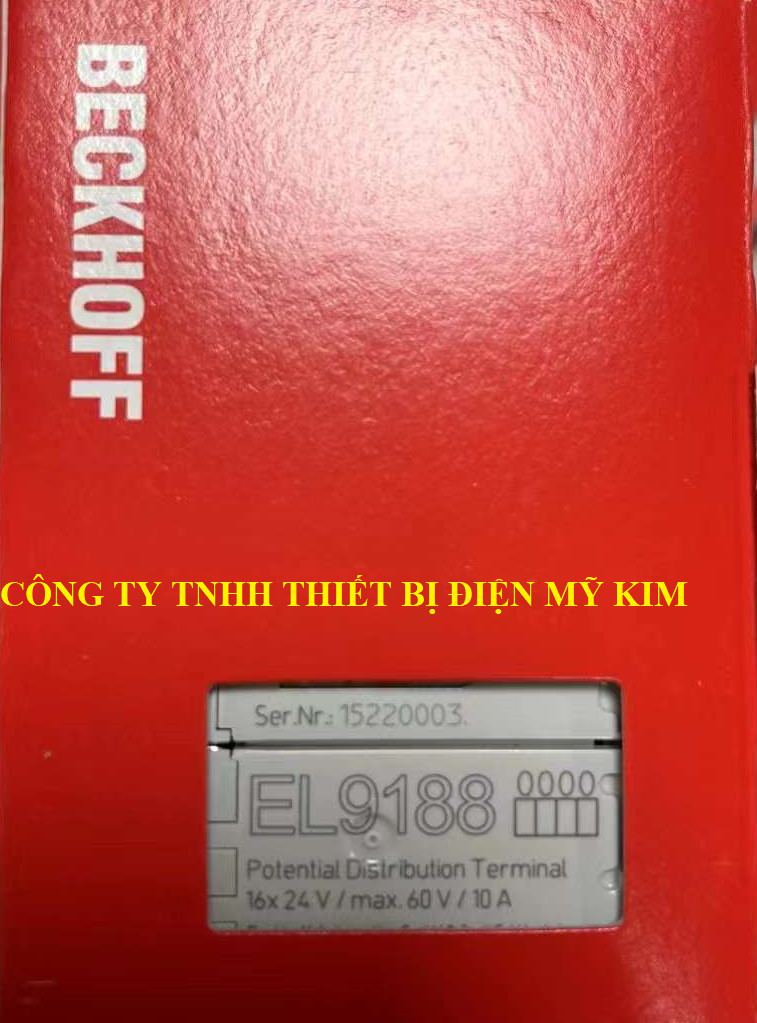 BECKHOFF
CÔNG TY TNHH THIẾT BỊ ĐIỆN MỸ KIM
Ser.Nr.: 15220003.
EL9188
Potential Distribution Terminal
16x 24 V / max. 60 V / 10 A